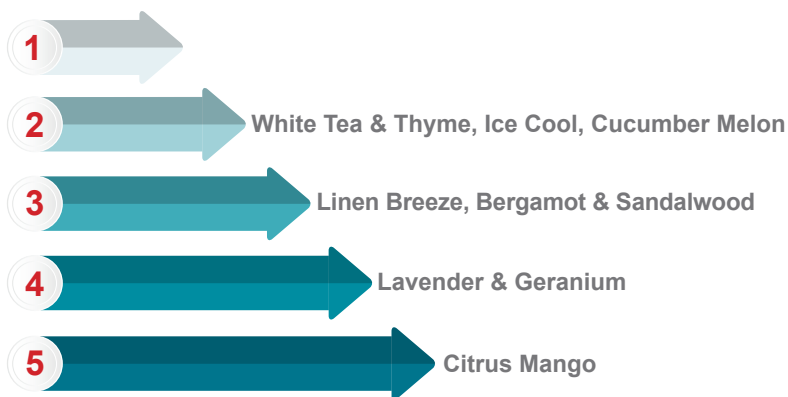 1
2 White Tea & Thyme, Ice Cool, Cucumber Melon
3 Linen Breeze, Bergamot & Sandalwood
4 Lavender & Geranium
5 Citrus Mango